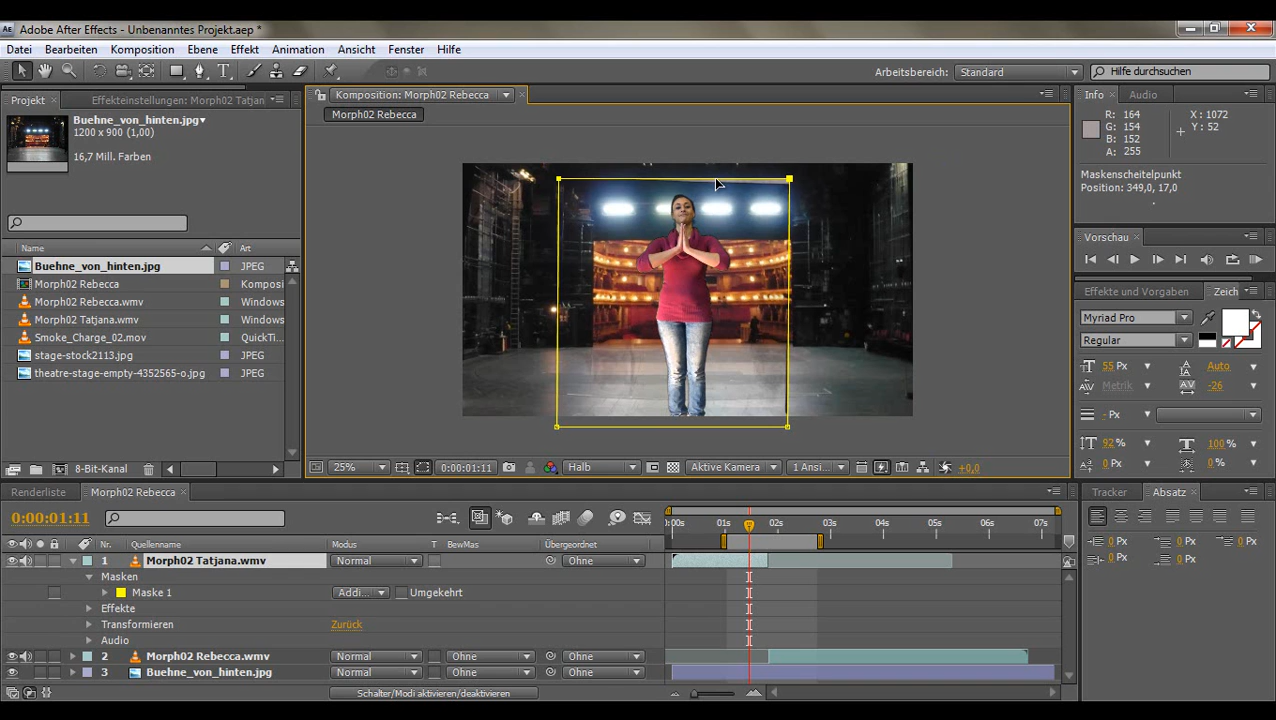 Adobe After Effects - Unbenanntes Projekt.aep *
Datei Bearbeiten Komposition Ebene Effekt Animation Ansicht Fenster Hilfe
Arbeitsbereich: Standard Hilfe durchsuchen
Projekt Effekteinstellungen: Morph02 Tatjan
Komposition: Morph02 Rebecca
Info Audio
Morph02 Rebecca
Buehne_von_hinten.jpg
1200 x 900 (1,00)
16,7 Mill. Farben
R: 164
G: 154
B: 152
A: 255
X: 1072
Y: 52
Maskenscheitelpunkt
Position: 349,0, 17,0
Vorschau
Name Art
Buehne_von_hinten.jpg JPEG
Morph02 Rebecca Komposi
Morph02 Rebecca.wmv Windows
Morph02 Tatjana.wmv Windows
Smoke_Charge_02.mov QuickTi...
stage-stock2113.jpg JPEG
theatre-stage-empty-4352565-o.jpg JPEG
8-Bit-Kanal
Effekte und Vorgaben Zeich
Myriad Pro
Regular
55 Px Auto
Metrik -26
- Px
92 % 100 %
0 Px 0 %
25% 0:00:01:11 Halb Aktive Kamera 1 Ansi... +0,0
Renderliste Morph02 Rebecca
Tracker Absatz
0:00:01:11
0:00s 01s 02s 03s 04s 05s 06s 07s
0 Px 0 Px 0 Px
0 Px 0 Px
Nr. Quellenname Modus T BewMas Übergeordnet
1 Morph02 Tatjana.wmv Normal Ohne
Masken
Maske 1 Addi... Umgekehrt
Effekte
Transformieren Zurück
Audio
2 Morph02 Rebecca.wmv Normal Ohne Ohne
3 Buehne_von_hinten.jpg Normal Ohne Ohne
Schalter/Modi aktivieren/deaktivieren